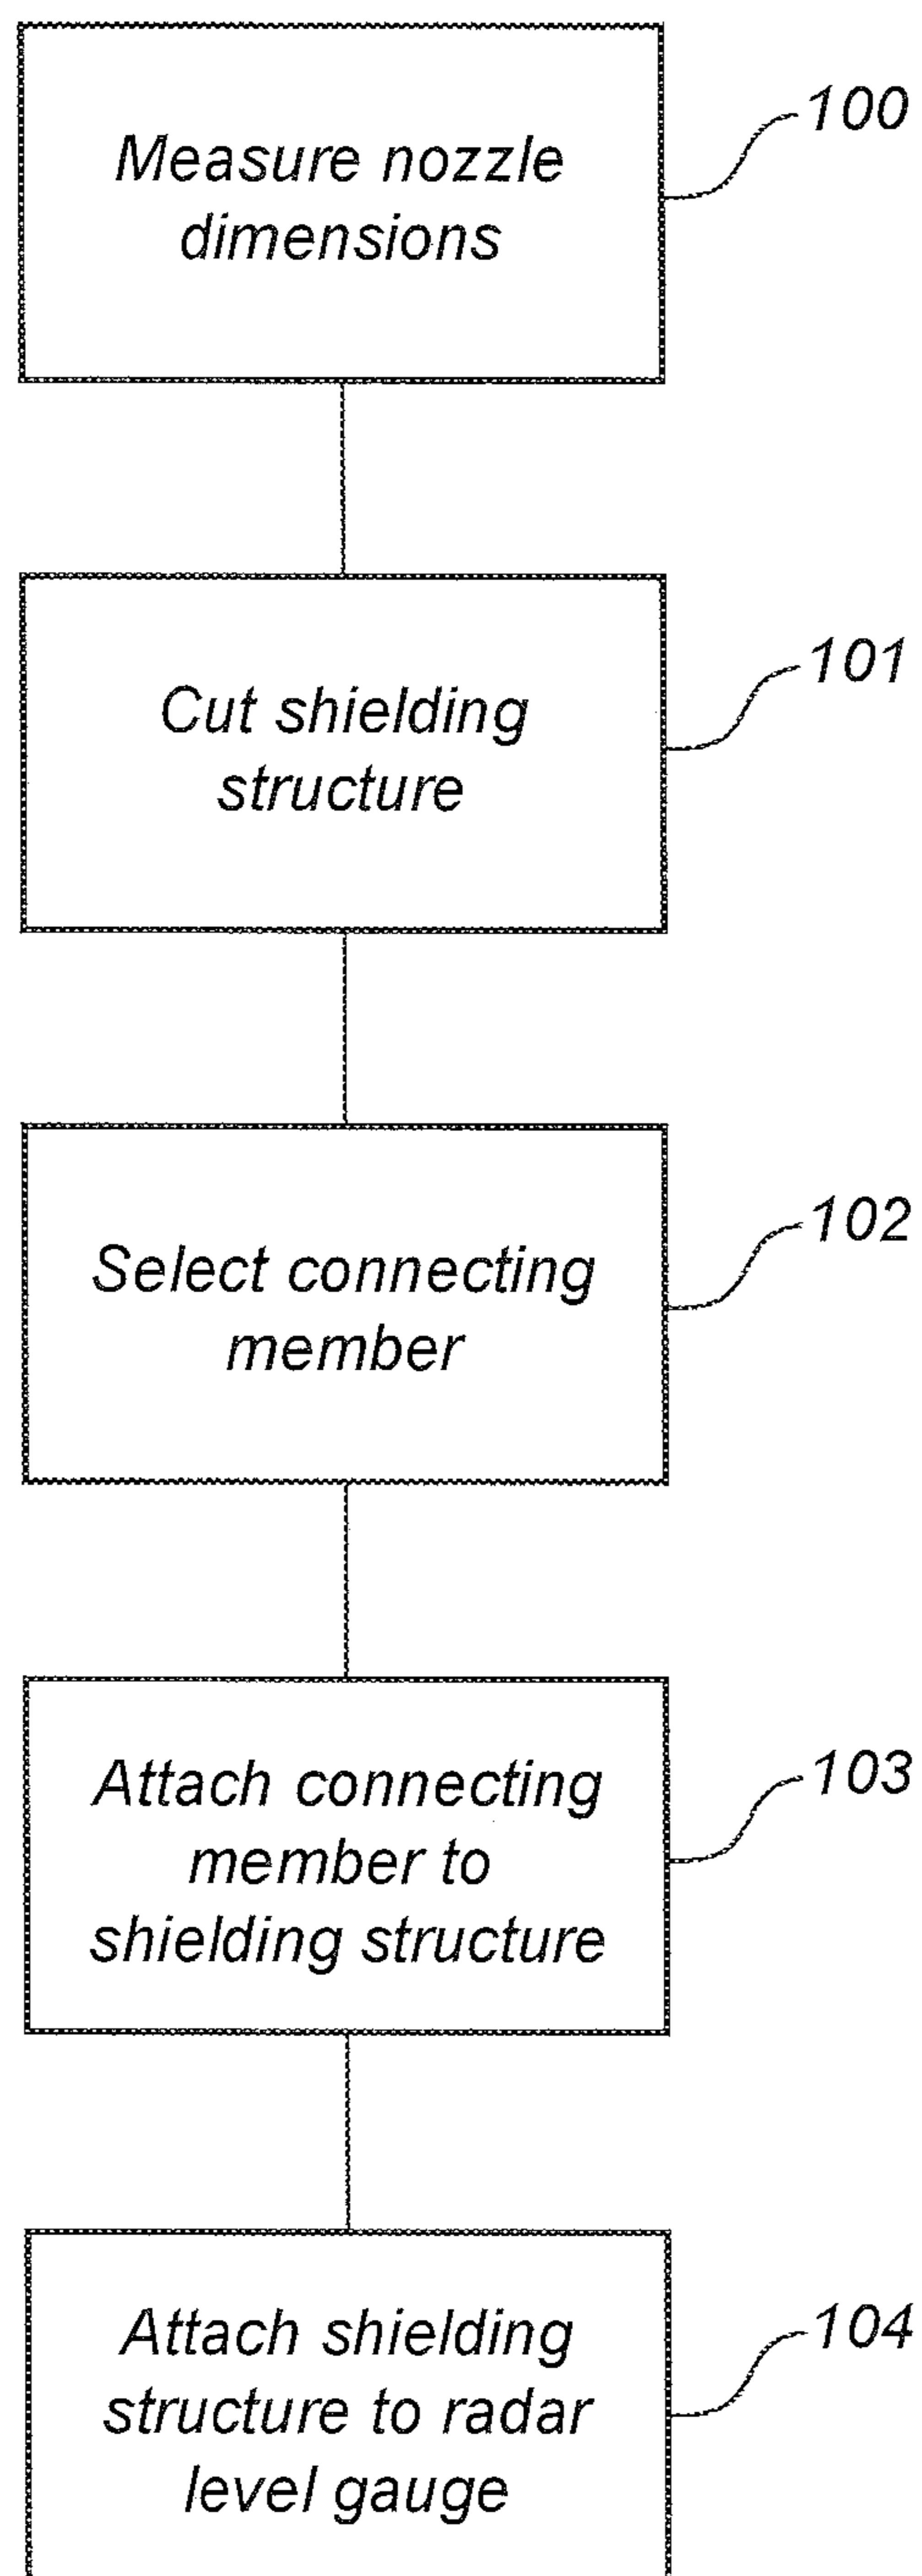 Measure nozzle
dimensions
100
Cut shielding
structure
101
Select connecting
member
102
Attach connecting
member to
shielding structure
103
Attach shielding
structure to radar
level gauge
104